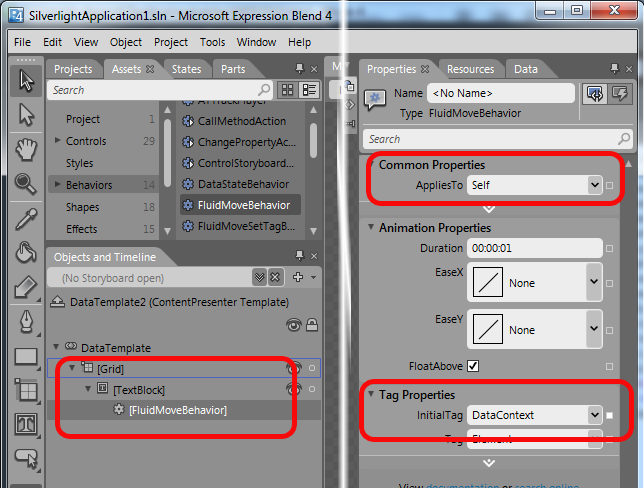 SilverlightApplication1.sln - Microsoft Expression Blend 4
File Edit View Object Project Tools Window Help
Projects Assets States Parts
Search
Project 29
Controls
Styles
Behaviors 14
Shapes 18
Effects 15
CallMethodAction
ChangePropertyAc...
ControlStoryboard...
DataStateBehavior
FluidMoveBehavior
FluidMoveSetTagB...
Objects and Timeline
(No Storyboard open)
DataTemplate2 (ContentPresenter Template)
DataTemplate
[Grid]
[TextBlock]
[FluidMoveBehavior]
Properties Resources Data
Name <No Name>
Type FluidMoveBehavior
Search
Common Properties
AppliesTo Self
Animation Properties
Duration 00:00:01
EaseX None
EaseY None
FloatAbove
Tag Properties
InitialTag DataContext
Tag Element
View documentation or search online